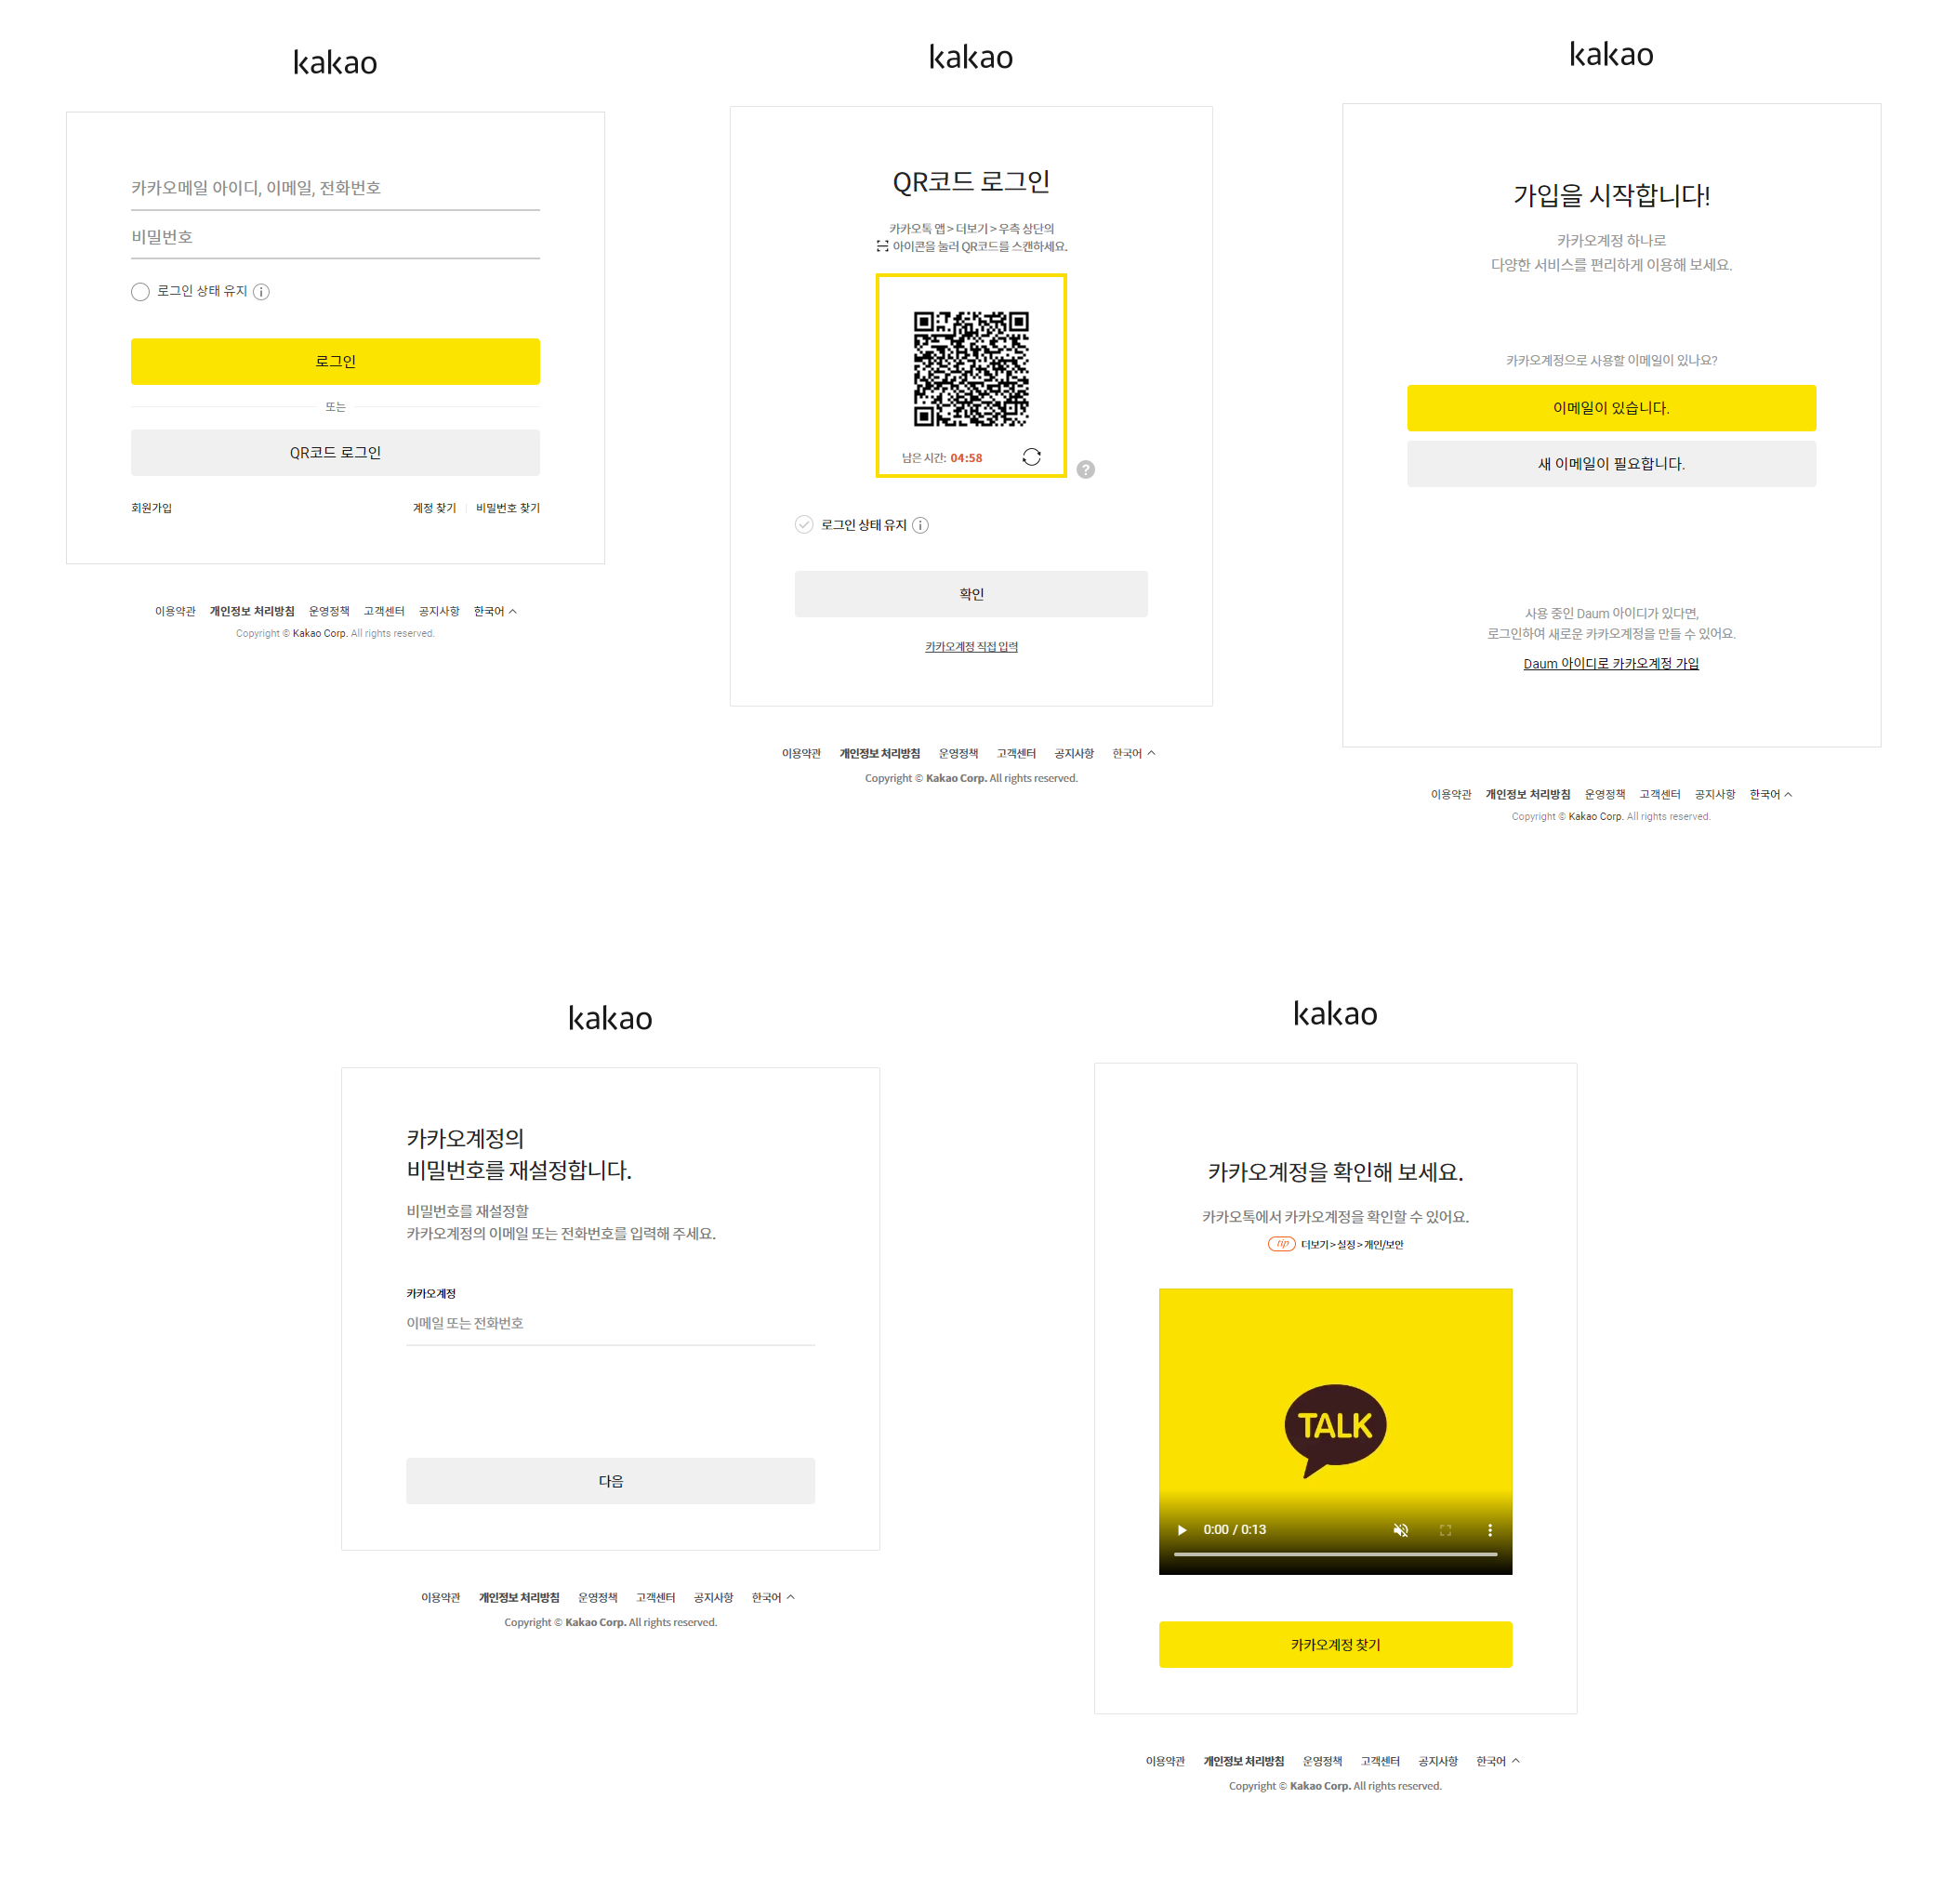 kakao
카카오메일 아이디, 이메일, 전화번호
비밀번호
로그인 상태 유지
로그인
또는
QR코드 로그인
회원가입 계정 찾기 비밀번호 찾기
이용약관 개인정보 처리방침 운영정책 고객센터 공지사항 한국어
Copyright © Kakao Corp. All rights reserved.
kakao
QR코드 로그인
카카오톡 앱 > 더보기 > 우측 상단의
아이콘을 눌러 QR코드를 스캔하세요.
남은 시간: 04:58
?
로그인 상태 유지
확인
카카오계정 직접 입력
이용약관 개인정보 처리방침 운영정책 고객센터 공지사항 한국어
Copyright © Kakao Corp. All rights reserved.
kakao
가입을 시작합니다!
카카오계정 하나로
다양한 서비스를 편리하게 이용해 보세요.
카카오계정으로 사용할 이메일이 있나요?
이메일이 있습니다.
새 이메일이 필요합니다.
사용 중인 Daum 아이디가 있다면,
로그인하여 새로운 카카오계정을 만들 수 있어요.
Daum 아이디로 카카오계정 가입
이용약관 개인정보 처리방침 운영정책 고객센터 공지사항 한국어
Copyright © Kakao Corp. All rights reserved.
kakao
카카오계정의
비밀번호를 재설정합니다.
비밀번호를 재설정할
카카오계정의 이메일 또는 전화번호를 입력해 주세요.
카카오계정
이메일 또는 전화번호
다음
이용약관 개인정보 처리방침 운영정책 고객센터 공지사항 한국어
Copyright © Kakao Corp. All rights reserved.
kakao
카카오계정을 확인해 보세요.
카카오톡에서 카카오계정을 확인할 수 있어요.
tip 더보기 > 설정 > 개인/보안
TALK
0:00 / 0:13
카카오계정 찾기
이용약관 개인정보 처리방침 운영정책 고객센터 공지사항 한국어
Copyright © Kakao Corp. All rights reserved.